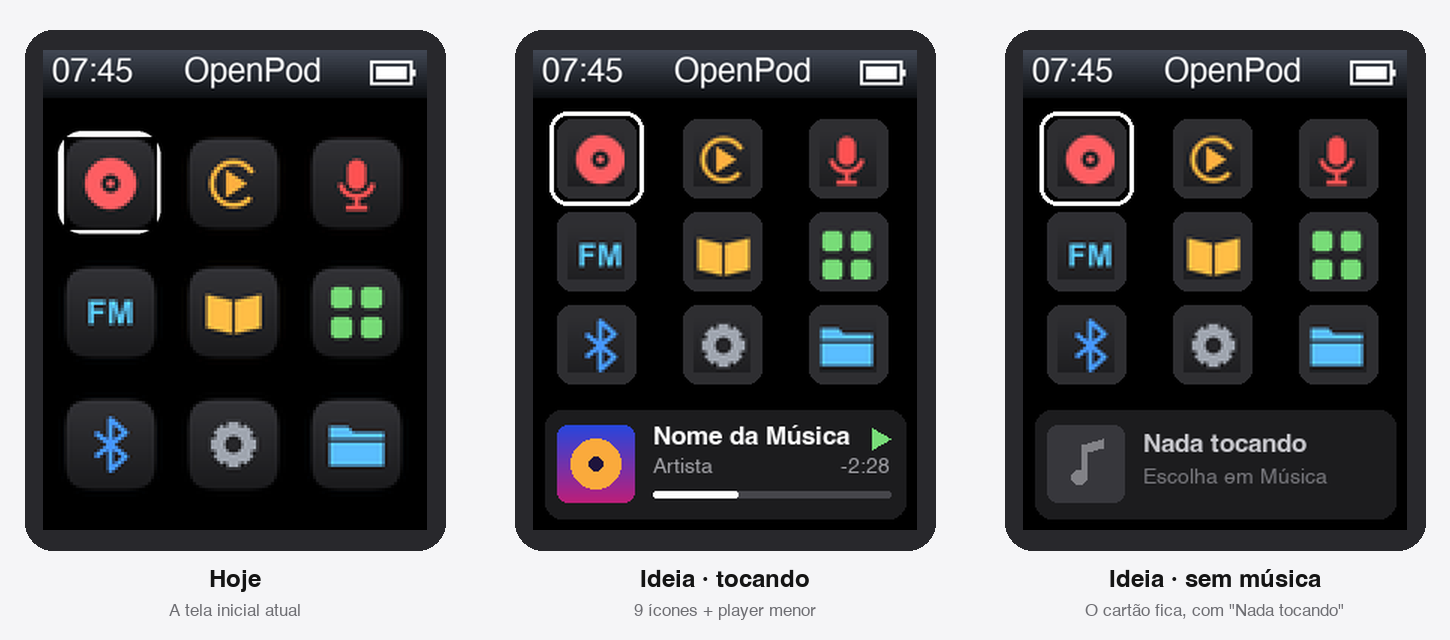 07:45 OpenPod
FM
Hoje
A tela inicial atual
07:45 OpenPod
FM
Nome da Música
Artista -2:28
Ideia · tocando
9 ícones + player menor
07:45 OpenPod
FM
Nada tocando
Escolha em Música
Ideia · sem música
O cartão fica, com "Nada tocando"